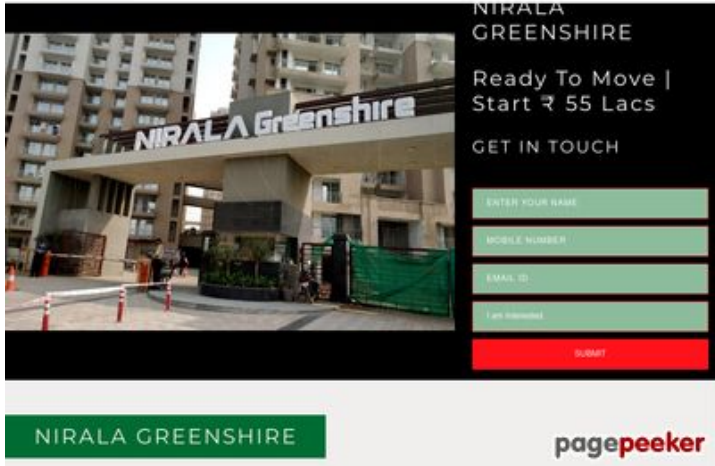 NIRALA
GREENSHIRE
Ready To Move |
Start ₹ 55 Lacs
GET IN TOUCH
NIRALA Greenshire
ENTER YOUR NAME
MOBILE NUMBER
EMAIL ID
I am Interested
SUBMIT
NIRALA GREENSHIRE
pagepeeker